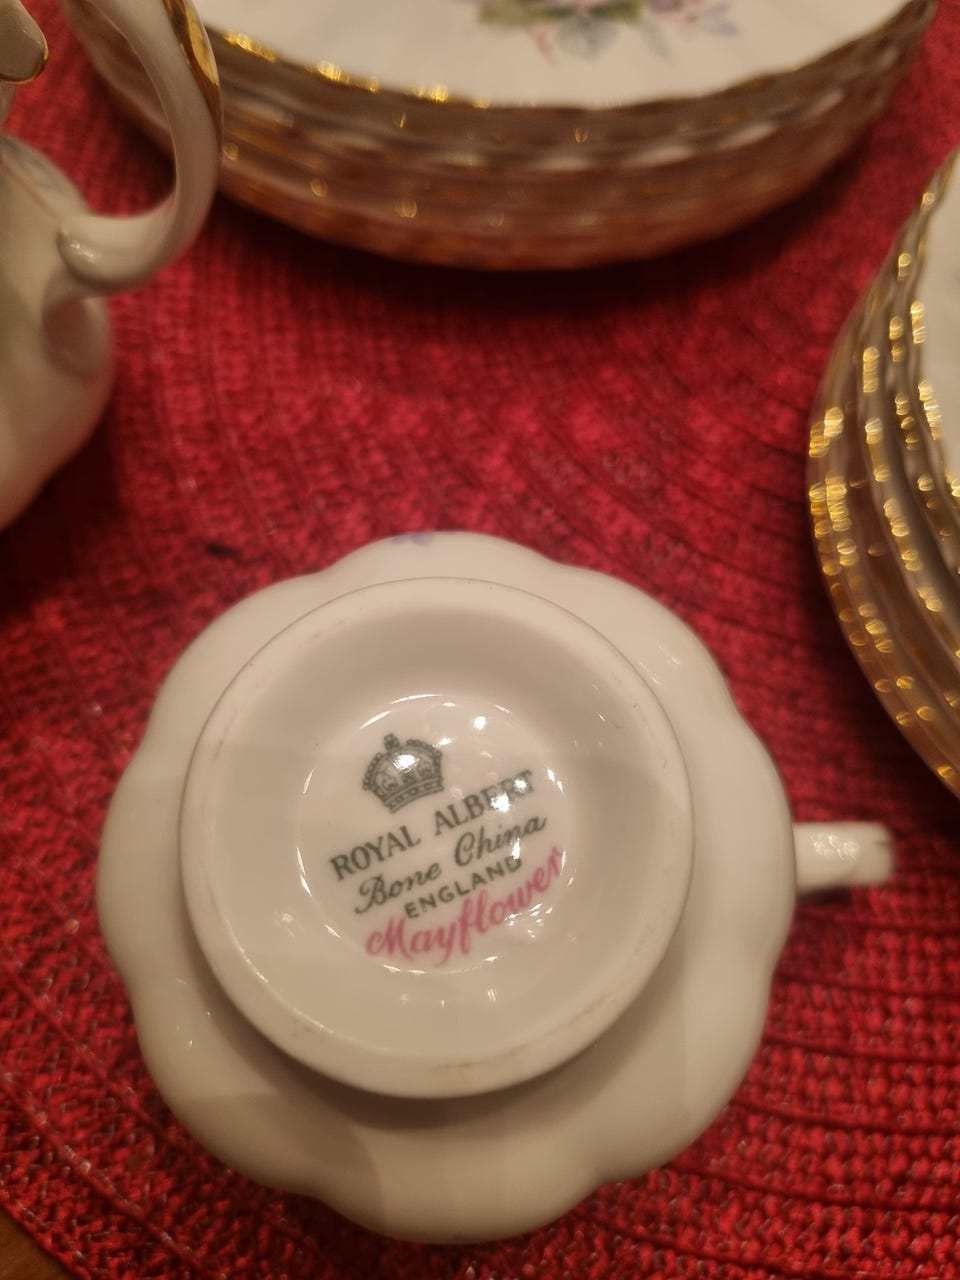 ROYAL ALBERT
Bone China
ENGLAND
Mayflower